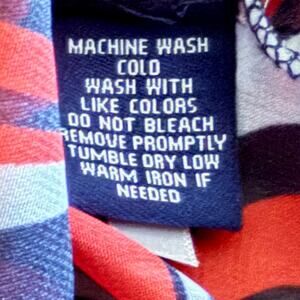 MACHINE WASH
COLD
WASH WITH
LIKE COLORS
DO NOT BLEACH
REMOVE PROMPTLY
TUMBLE DRY LOW
WARM IRON IF
NEEDED